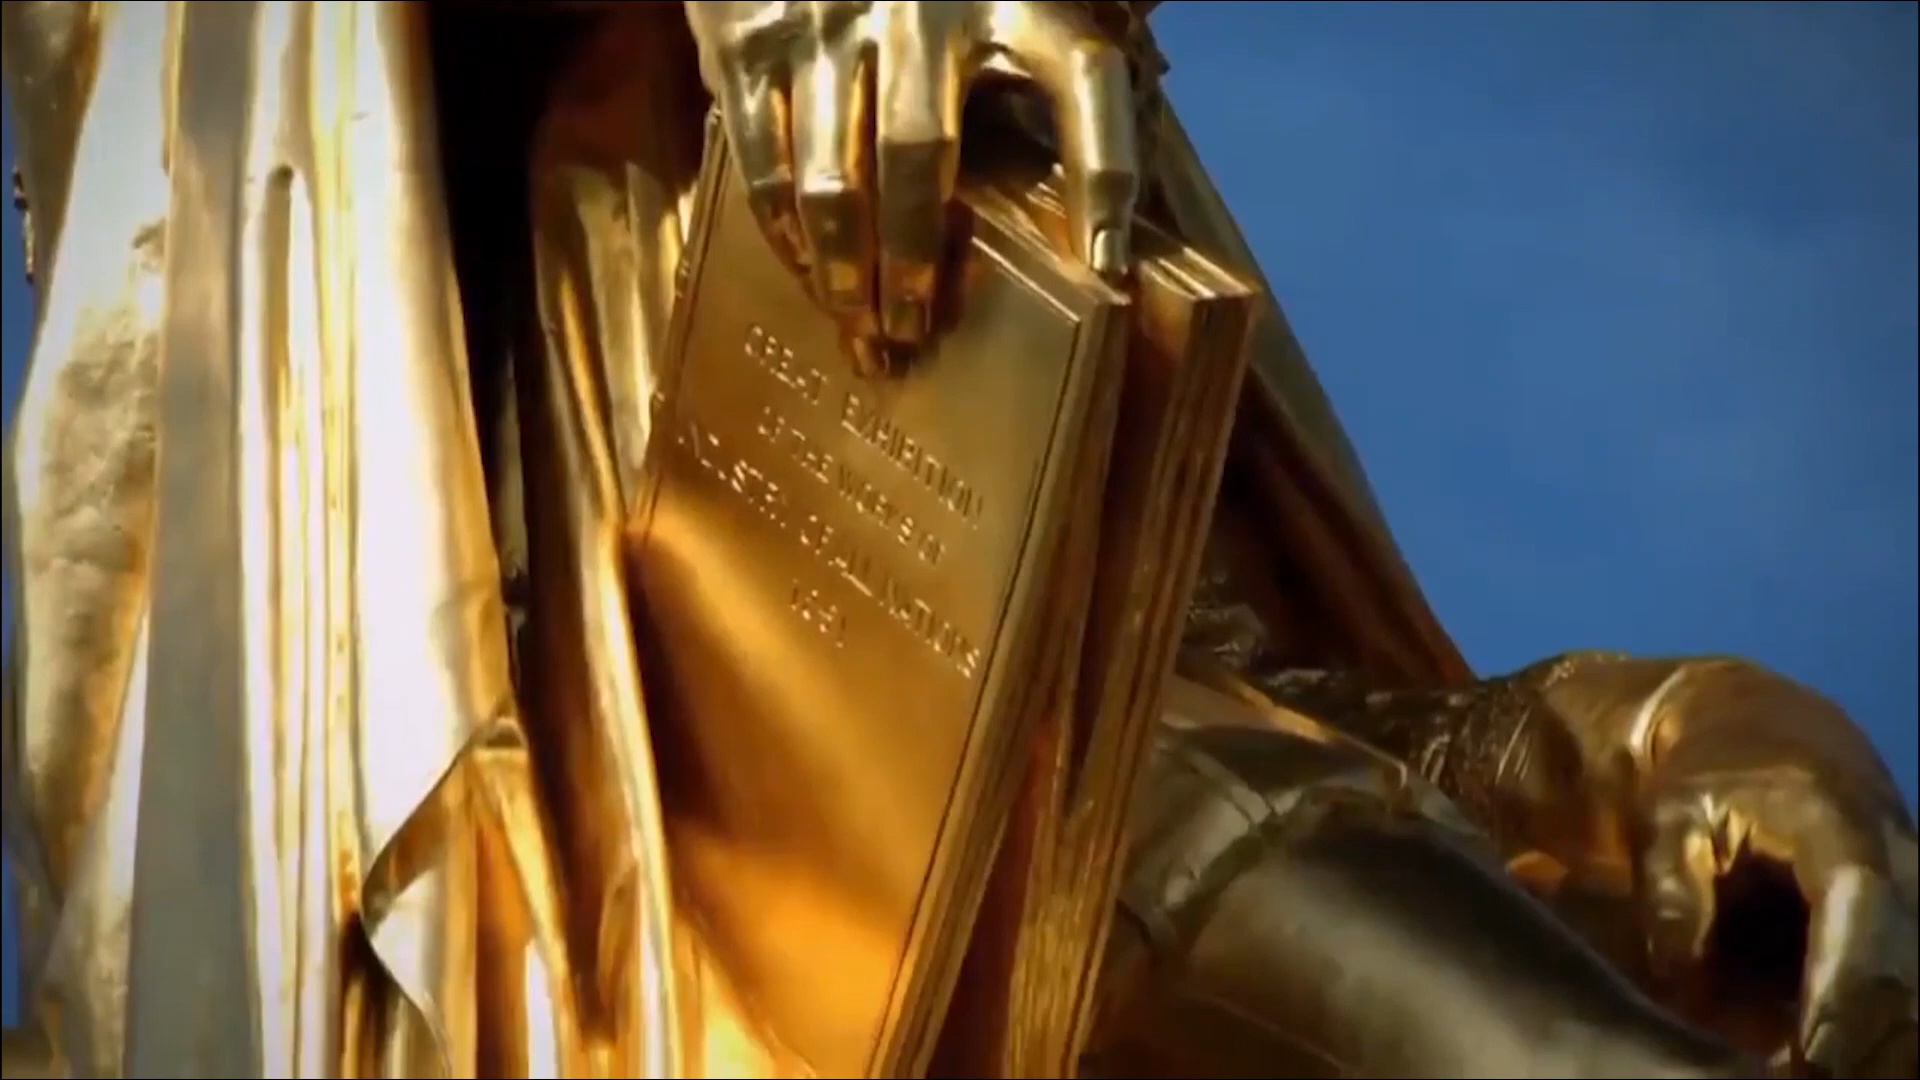 GREAT EXHIBITION
OF THE WORKS OF
INDUSTRY OF ALL NATIONS
1851